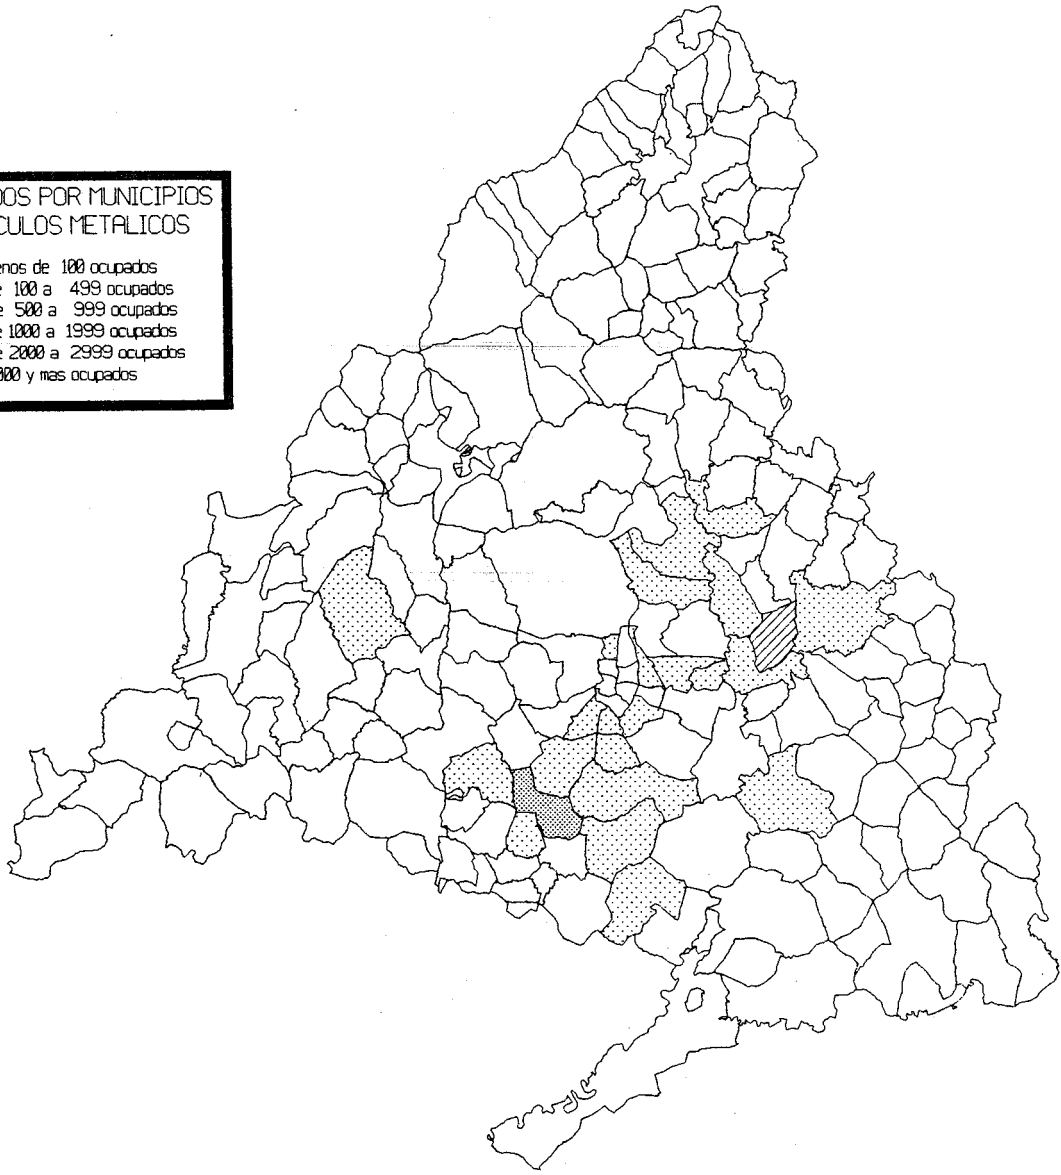 DOS POR MUNICIPIOS
CULOS METALICOS
enos de 100 ocupados
e 100 a 499 ocupados
e 500 a 999 ocupados
e 1000 a 1999 ocupados
e 2000 a 2999 ocupados
000 y mas ocupados